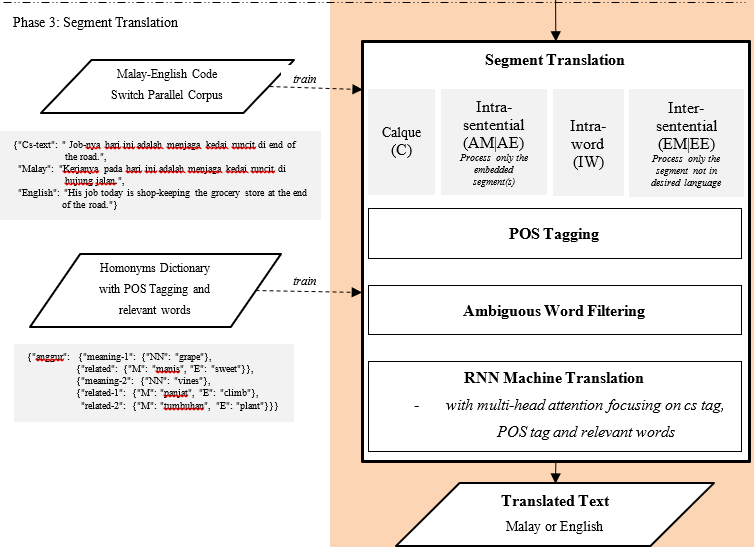 Phase 3: Segment Translation
Malay-English Code
Switch Parallel Corpus
train
{"Cs-text": " Job-nya hari ini adalah menjaga kedai runcit di end of
the road.",
"Malay": "Kerjanya pada hari ini adalah menjaga kedai runcit di
hujung jalan.",
"English": "His job today is shop-keeping the grocery store at the end
of the road."}
Homonyms Dictionary
with POS Tagging and
relevant words
train
{"anggur": {"meaning-1": {"NN": "grape"},
{"related": {"M": "manis", "E": "sweet"}},
{"meaning-2": {"NN": "vines"},
{"related-1": {"M": "panjat", "E": "climb"},
"related-2": {"M": "tumbuhan", "E": "plant"}}}
Segment Translation
Calque
(C)
Intra-
sentential
(AM|AE)
Process only the
embedded
segment(s)
Intra-
word
(IW)
Inter-
sentential
(EM|EE)
Process only the
segment not in
desired language
POS Tagging
Ambiguous Word Filtering
RNN Machine Translation
- with multi-head attention focusing on cs tag,
POS tag and relevant words
Translated Text
Malay or English